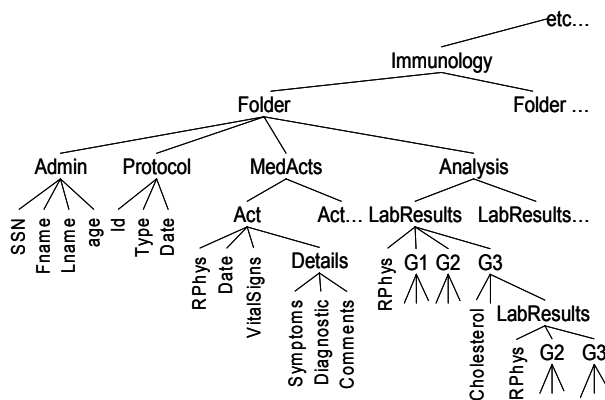 etc...
Immunology
Folder
Folder ...
Admin
Protocol
MedActs
Analysis
SSN
Fname
Lname
age
Id
Type
Date
Act
Act...
LabResults
LabResults...
RPhys
Date
VitalSigns
Details
RPhys
G1
G2
G3
Symptoms
Diagnostic
Comments
Cholesterol
LabResults
RPhys
G2
G3